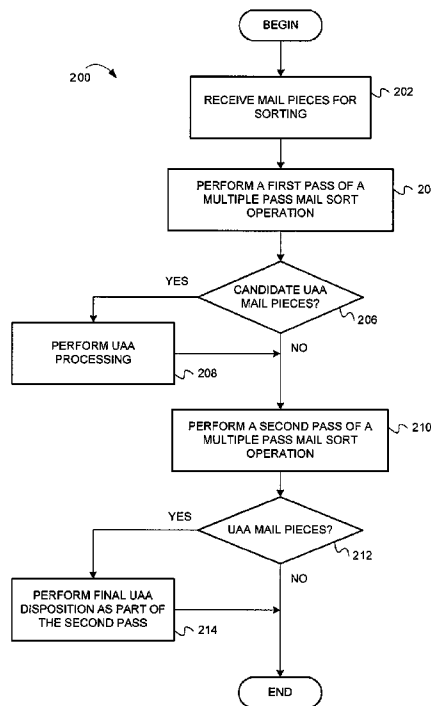 BEGIN
200
RECEIVE MAIL PIECES FOR
SORTING
202
PERFORM A FIRST PASS OF A
MULTIPLE PASS MAIL SORT
OPERATION
20
YES
CANDIDATE UAA
MAIL PIECES?
206
PERFORM UAA
PROCESSING
208
NO
PERFORM A SECOND PASS OF A
MULTIPLE PASS MAIL SORT
OPERATION
210
YES
UAA MAIL PIECES?
212
PERFORM FINAL UAA
DISPOSITION AS PART OF
THE SECOND PASS
214
NO
END